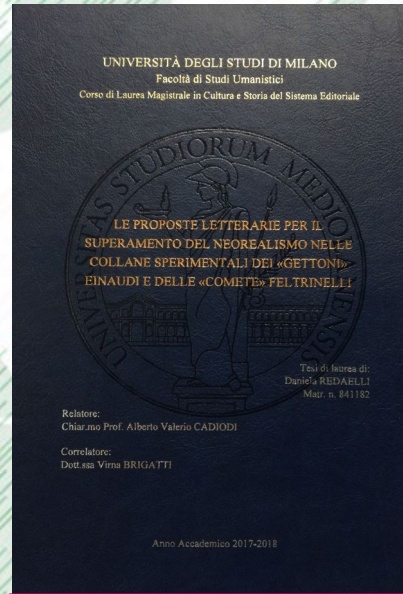 UNIVERSITÀ DEGLI STUDI DI MILANO
Facoltà di Studi Umanistici
Corso di Laurea Magistrale in Cultura e Storia del Sistema Editoriale
UNIVERSITAS STUDIORUM MEDIOLANENSIS
LE PROPOSTE LETTERARIE PER IL
SUPERAMENTO DEL NEOREALISMO NELLE
COLLANE SPERIMENTALI DEI «GETTONI»
EINAUDI E DELLE «COMETE» FELTRINELLI
Tesi di laurea di:
Daniela REDAELLI
Matr. n. 841182
Relatore:
Chiar.mo Prof. Alberto Valerio CADIODI
Correlatore:
Dott.ssa Virna BRIGATTI
Anno Accademico 2017-2018